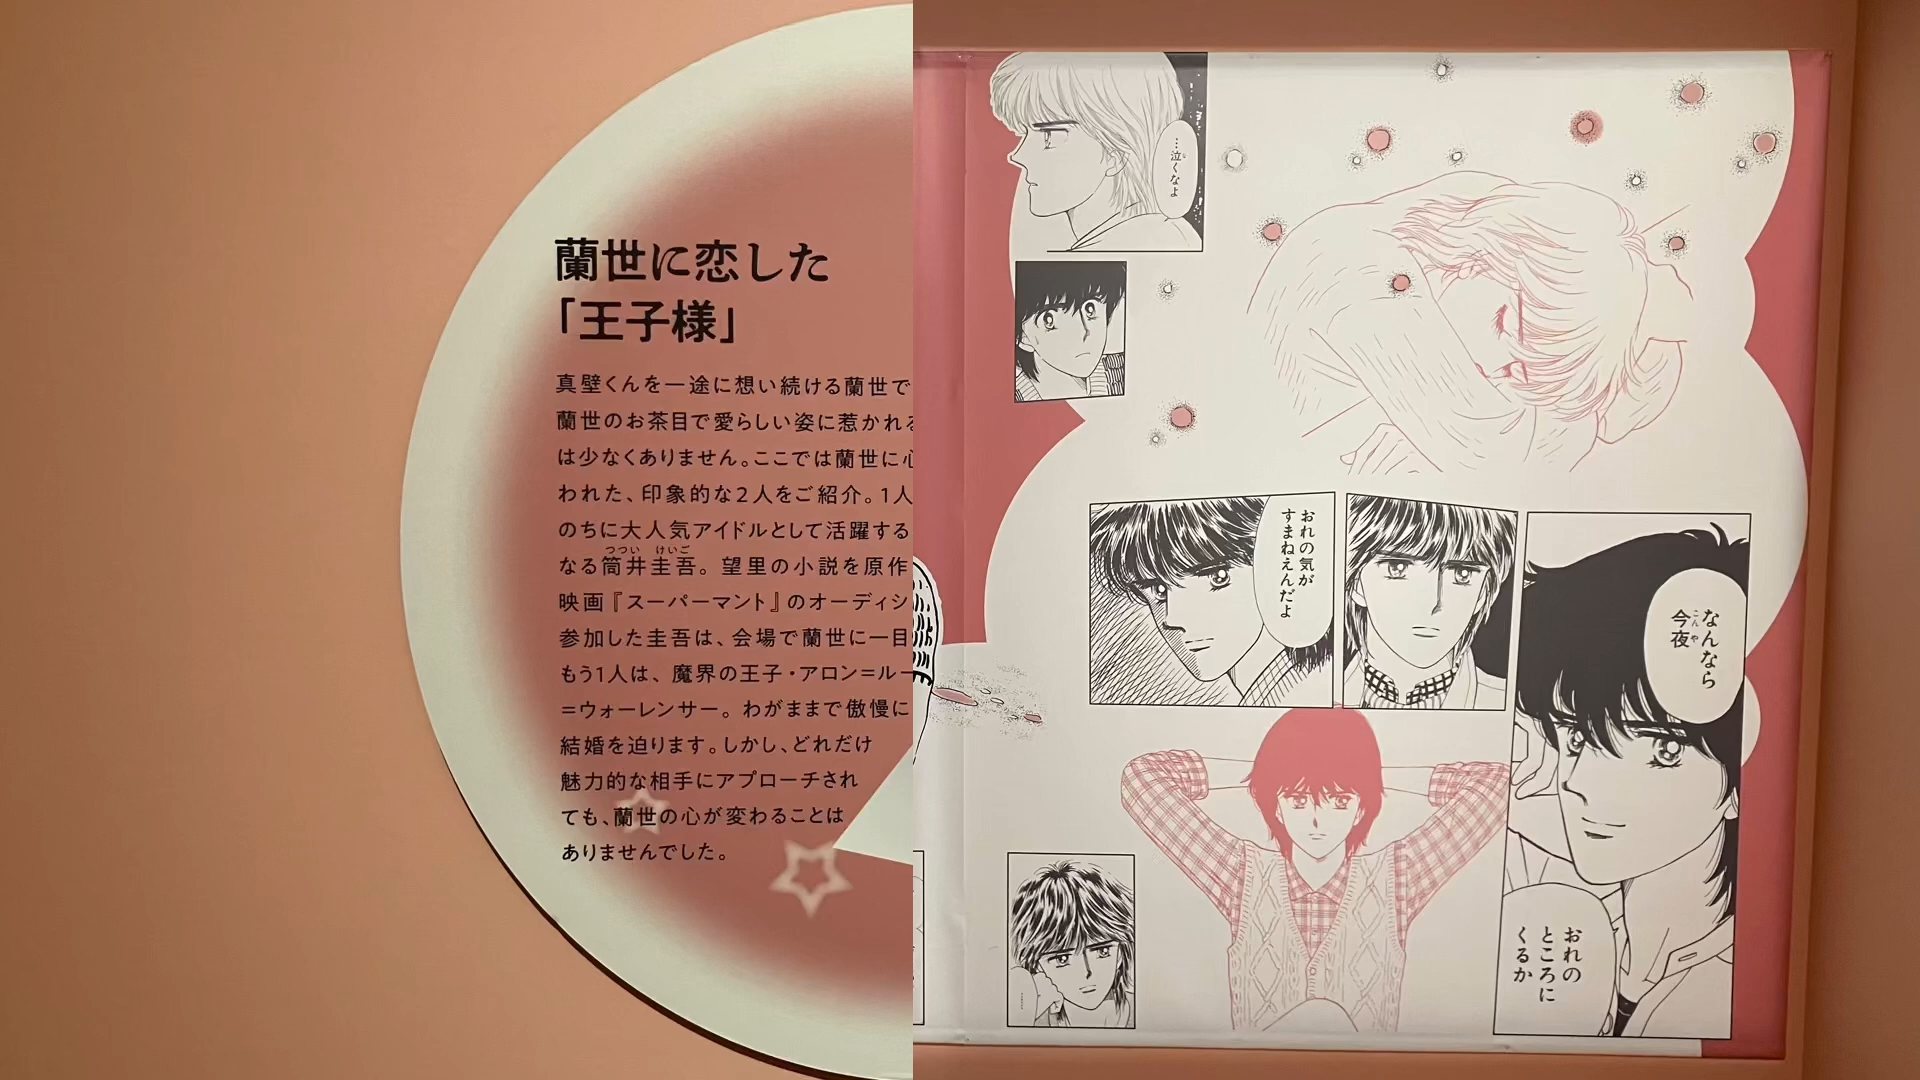 蘭世に恋した
「王子様」
真壁くんを一途に想い続ける蘭世で
蘭世のお茶目で愛らしい姿に惹かれる
は少なくありません。ここでは蘭世に心
われた、印象的な2人をご紹介。1人
のちに大人気アイドルとして活躍する
なる筒井圭吾。望里の小説を原作
つつい けいご
映画『スーパーマント』のオーディシ
参加した圭吾は、会場で蘭世に一目
もう1人は、魔界の王子・アロン=ルー
=ウォーレンサー。わがままで傲慢に
結婚を迫ります。しかし、どれだけ
魅力的な相手にアプローチされ
ても、蘭世の心が変わることは
ありませんでした。
…泣くなよ
な
おれの気が
すまねえんだよ
なんなら
今夜
こんや
おれの
ところに
くるか
………